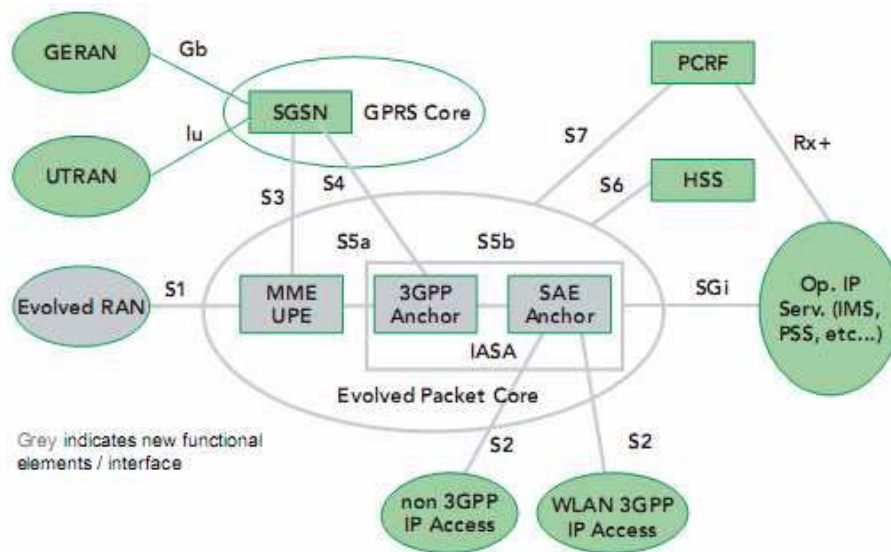 GERAN
Gb
PCRF
SGSN
GPRS Core
Iu
S7
Rx+
UTRAN
S3
S4
S6
HSS
S5a
S5b
Evolved RAN
S1
MME
UPE
3GPP
Anchor
SAE
Anchor
SGi
Op. IP
Serv. (IMS,
PSS, etc...)
IASA
Evolved Packet Core
Grey indicates new functional
elements / interface
S2
S2
non 3GPP
IP Access
WLAN 3GPP
IP Access